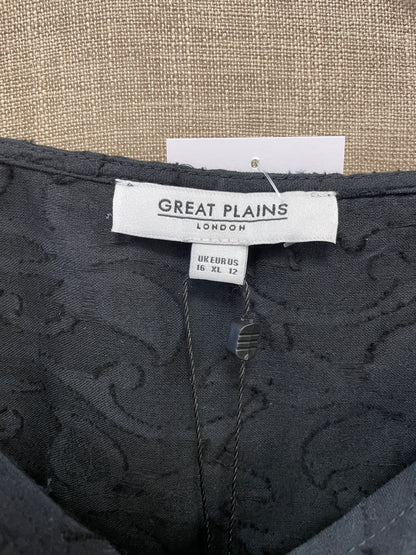 GREAT PLAINS
LONDON
UK EUR US
16 XL 12